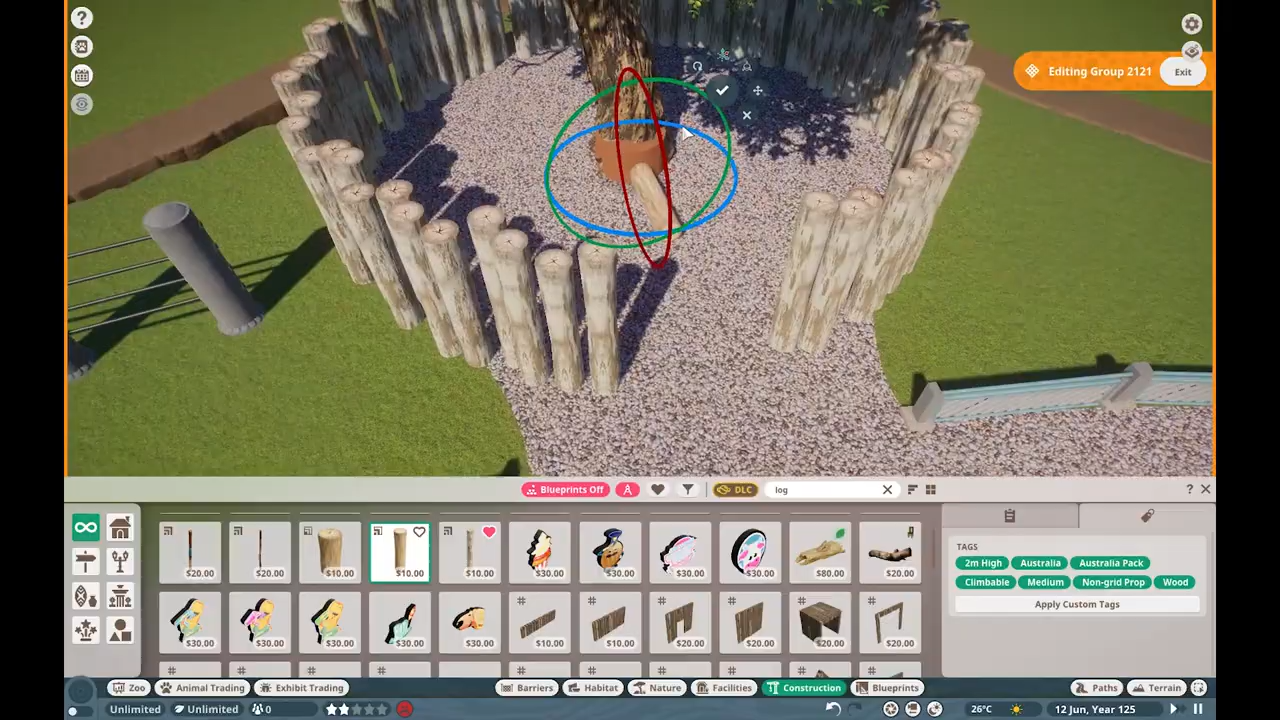 ?
Editing Group 2121 Exit
Blueprints Off DLC log ?
$20.00 $20.00 $10.00 $10.00 $10.00 $30.00 $30.00 $30.00 $30.00 $80.00 $20.00
TAGS
2m High Australia Australia Pack
Climbable Medium Non-grid Prop Wood
Apply Custom Tags
$30.00 $30.00 $30.00 $30.00 $30.00 $10.00 $10.00 $20.00 $20.00 $20.00 $20.00
Zoo Animal Trading Exhibit Trading Barriers Habitat Nature Facilities Construction Blueprints Paths Terrain
Unlimited Unlimited 0 26°C 12 Jun, Year 125